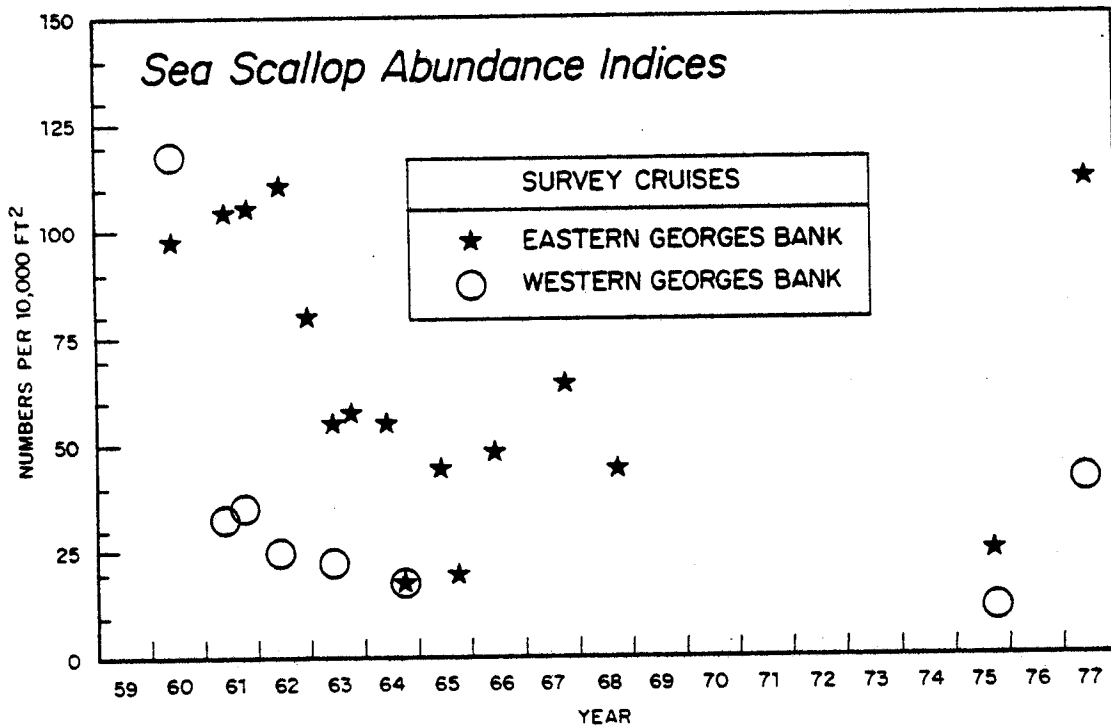 Sea Scallop Abundance Indices
SURVEY CRUISES
★ EASTERN GEORGES BANK
○ WESTERN GEORGES BANK
NUMBERS PER 10,000 FT²
150
125
100
75
50
25
0
59 60 61 62 63 64 65 66 67 68 69 70 71 72 73 74 75 76 77
YEAR